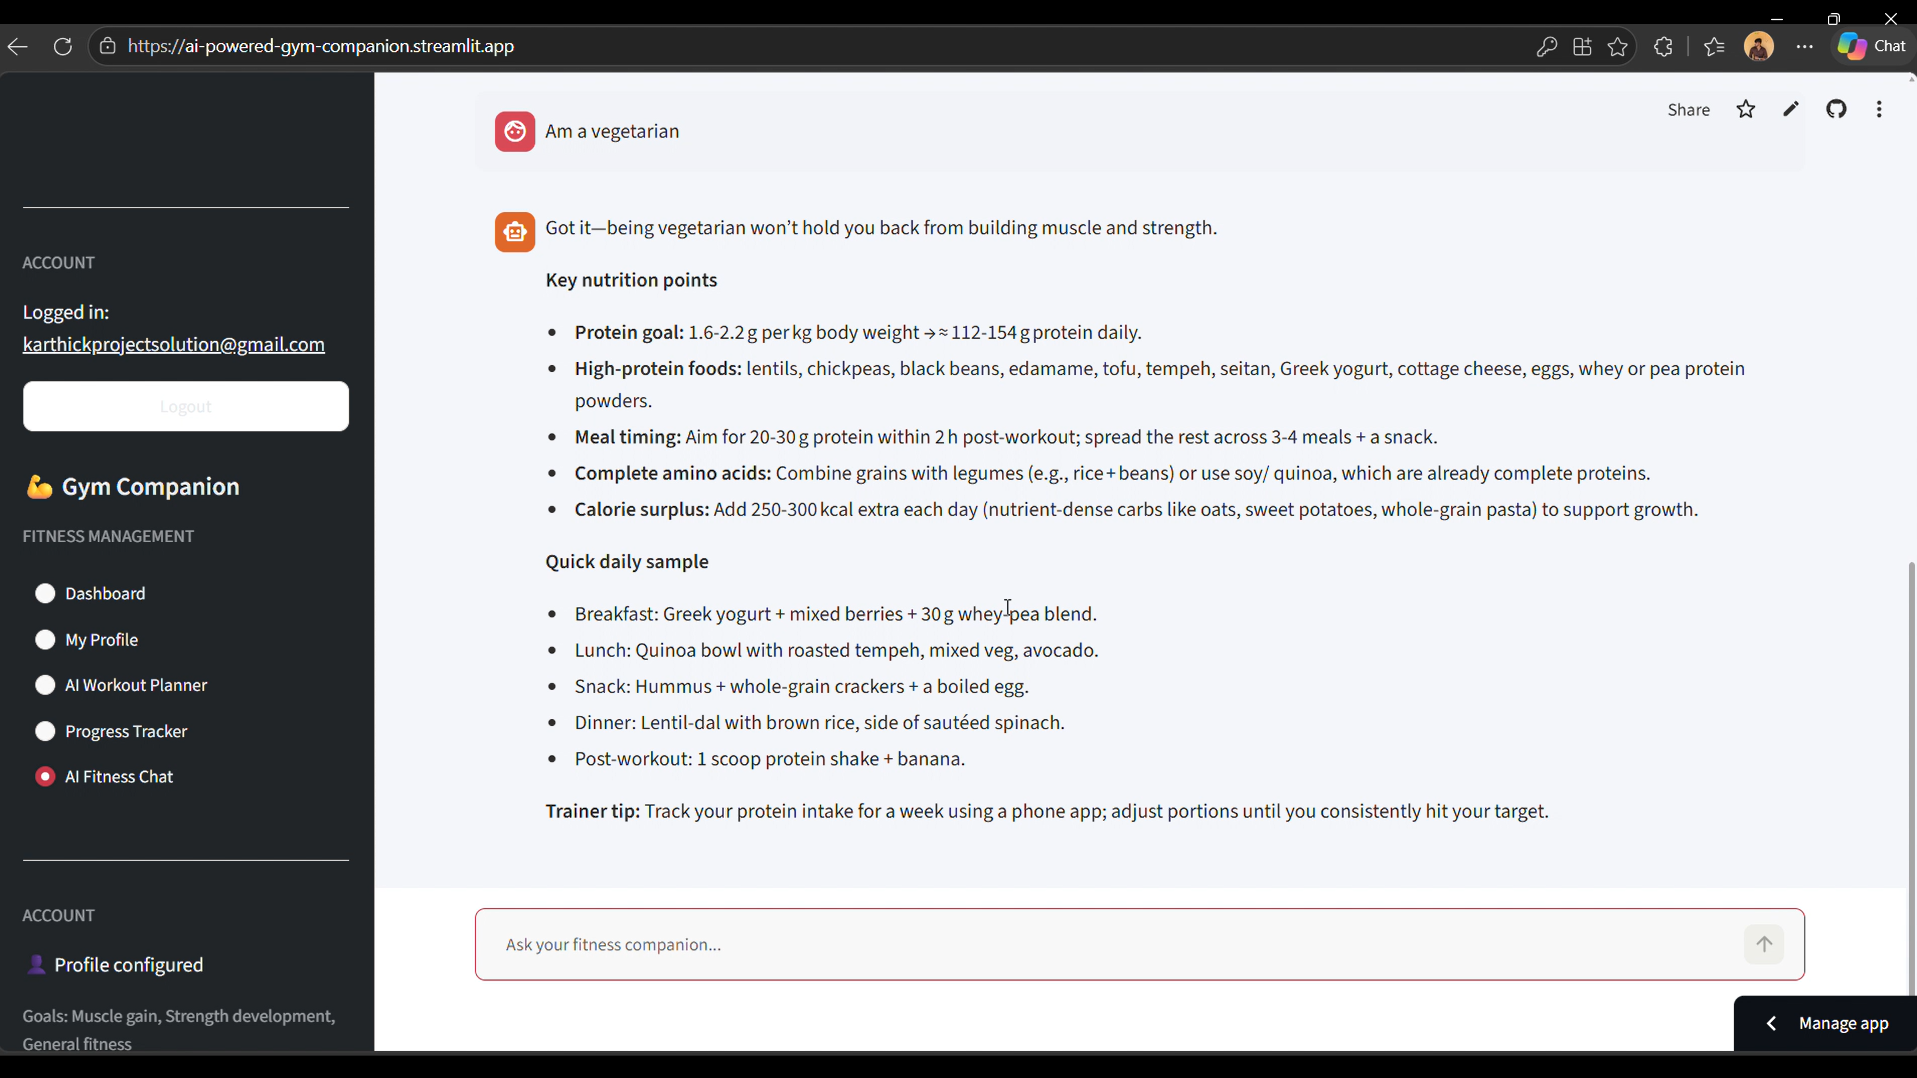 https://ai-powered-gym-companion.streamlit.app
Chat
Share
ACCOUNT
Logged in:
karthickprojectsolution@gmail.com
Logout
💪 Gym Companion
FITNESS MANAGEMENT
Dashboard
My Profile
AI Workout Planner
Progress Tracker
AI Fitness Chat
ACCOUNT
Profile configured
Goals: Muscle gain, Strength development,
General fitness
Am a vegetarian
Got it—being vegetarian won’t hold you back from building muscle and strength.
Key nutrition points
• Protein goal: 1.6-2.2 g per kg body weight → ≈ 112-154 g protein daily.
• High-protein foods: lentils, chickpeas, black beans, edamame, tofu, tempeh, seitan, Greek yogurt, cottage cheese, eggs, whey or pea protein
powders.
• Meal timing: Aim for 20-30 g protein within 2 h post-workout; spread the rest across 3-4 meals + a snack.
• Complete amino acids: Combine grains with legumes (e.g., rice + beans) or use soy/ quinoa, which are already complete proteins.
• Calorie surplus: Add 250-300 kcal extra each day (nutrient-dense carbs like oats, sweet potatoes, whole-grain pasta) to support growth.
Quick daily sample
• Breakfast: Greek yogurt + mixed berries + 30 g whey-pea blend.
• Lunch: Quinoa bowl with roasted tempeh, mixed veg, avocado.
• Snack: Hummus + whole-grain crackers + a boiled egg.
• Dinner: Lentil-dal with brown rice, side of sautéed spinach.
• Post-workout: 1 scoop protein shake + banana.
Trainer tip: Track your protein intake for a week using a phone app; adjust portions until you consistently hit your target.
Ask your fitness companion...
Manage app